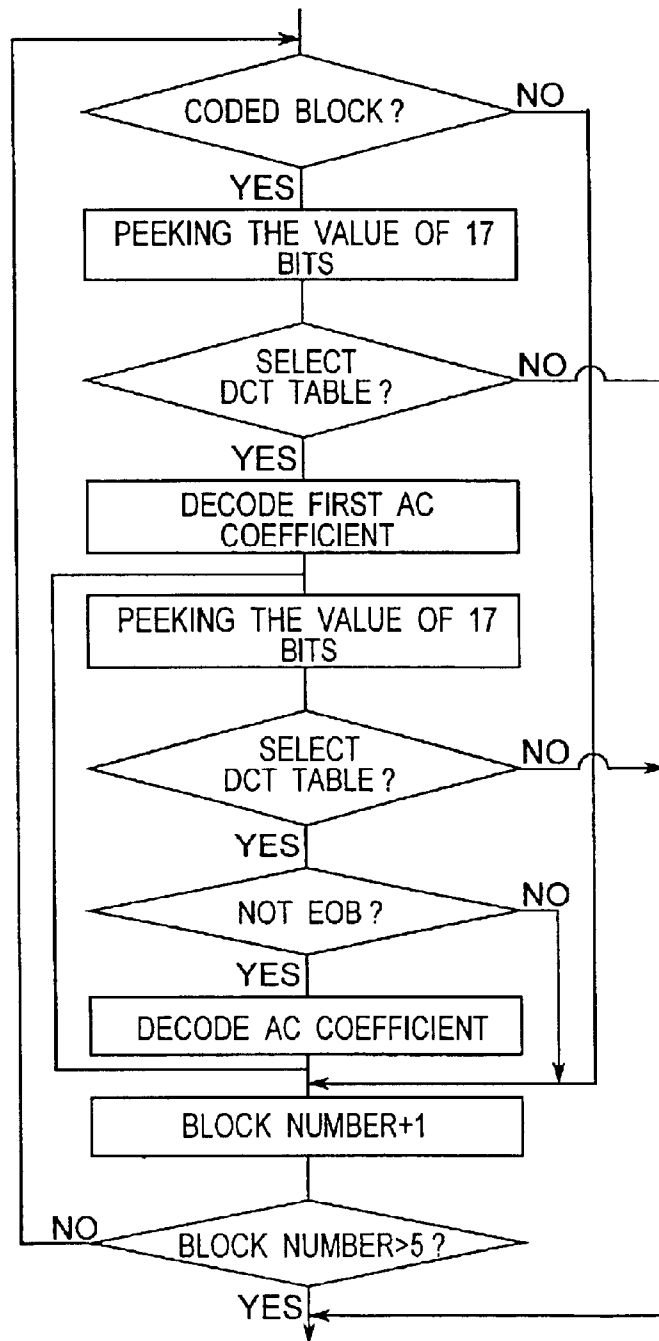 CODED BLOCK?
NO
YES
PEEKING THE VALUE OF 17
BITS
SELECT
DCT TABLE?
NO
YES
DECODE FIRST AC
COEFFICIENT
PEEKING THE VALUE OF 17
BITS
SELECT
DCT TABLE?
NO
YES
NOT EOB?
NO
YES
DECODE AC COEFFICIENT
BLOCK NUMBER+1
NO
BLOCK NUMBER>5?
YES